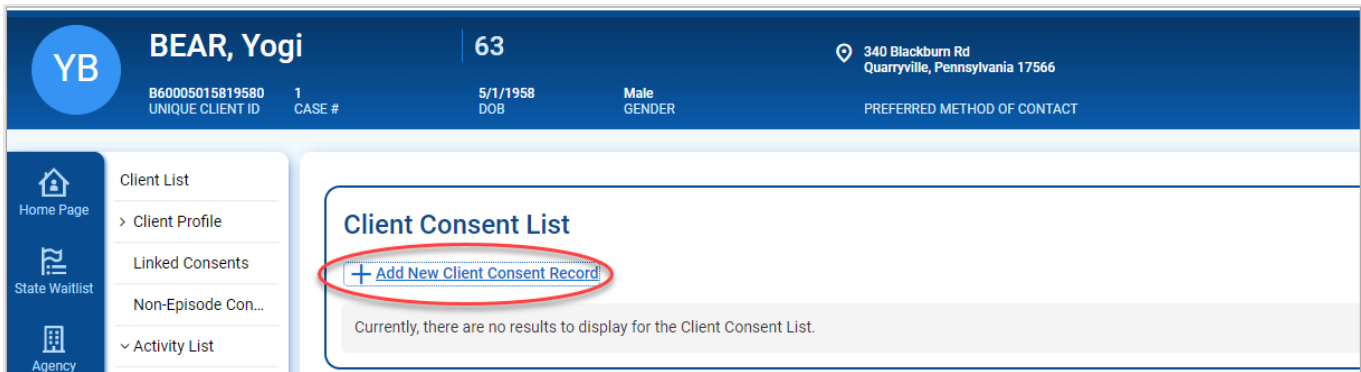 YB
BEAR, Yogi
63
340 Blackburn Rd
Quarryville, Pennsylvania 17566
B60005015819580
UNIQUE CLIENT ID
1
CASE #
5/1/1958
DOB
Male
GENDER
PREFERRED METHOD OF CONTACT
Home Page
State Waitlist
Agency
Client List
> Client Profile
Linked Consents
Non-Episode Con...
Activity List
Client Consent List
+ Add New Client Consent Record
Currently, there are no results to display for the Client Consent List.